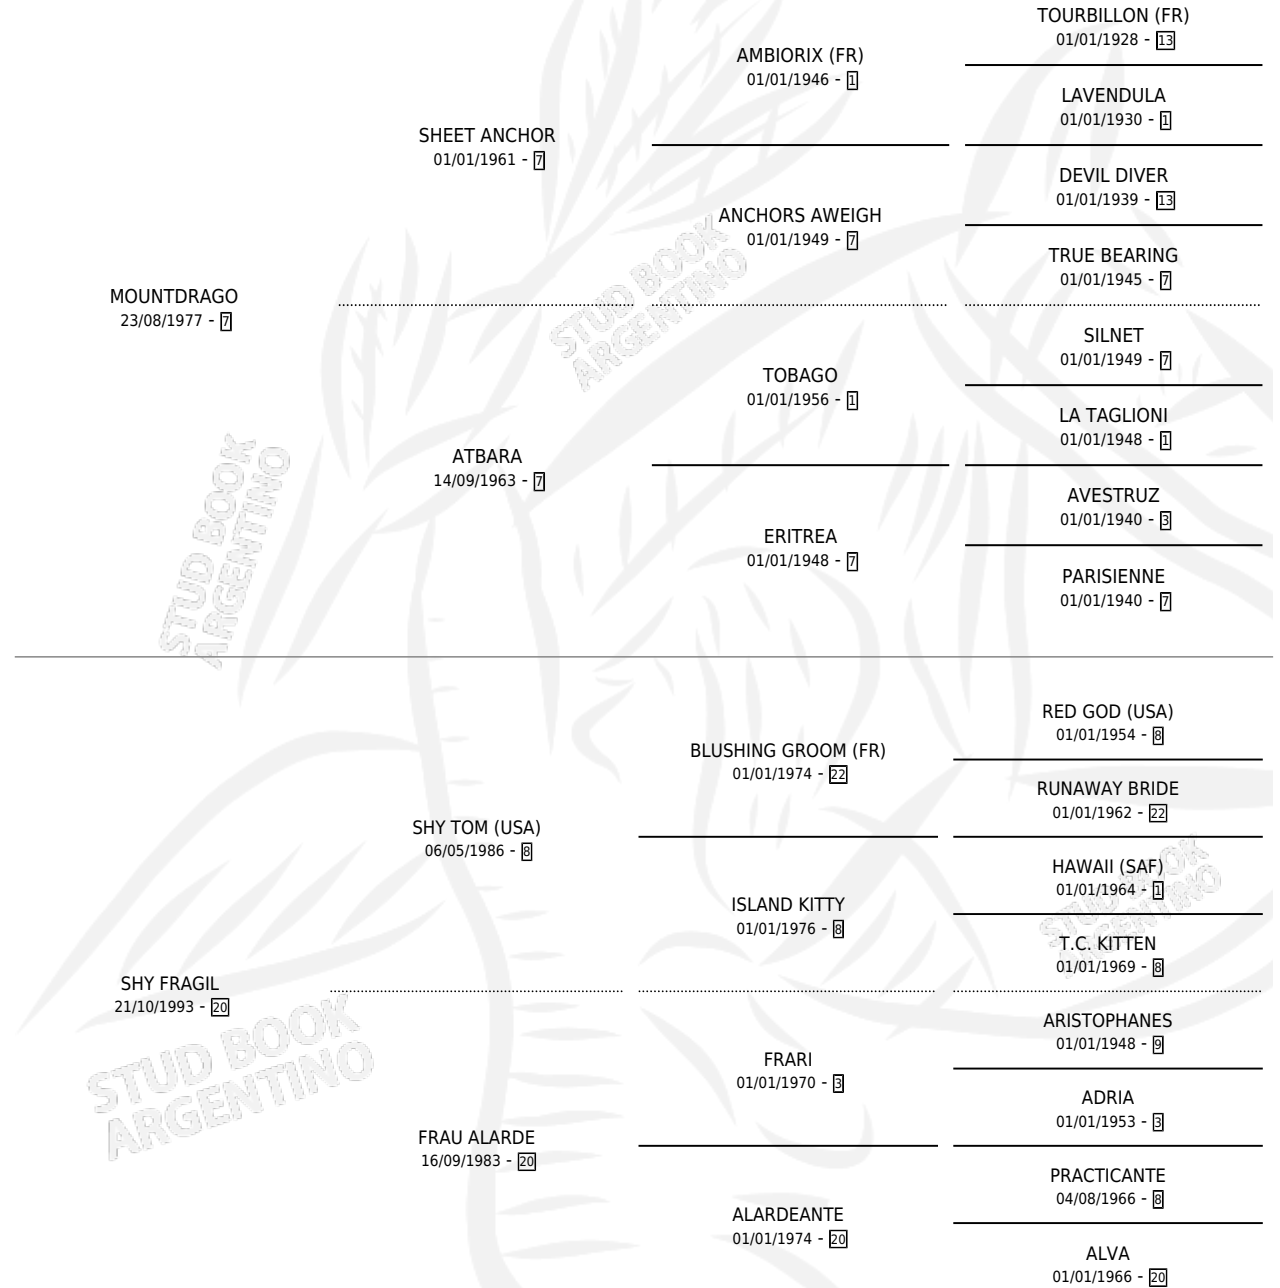 TOURBILLON (FR)
01/01/1928 - 13
AMBIORIX (FR)
01/01/1946 - 1
LAVENDULA
01/01/1930 - 1
SHEET ANCHOR
01/01/1961 - 7
DEVIL DIVER
01/01/1939 - 13
ANCHORS AWEIGH
01/01/1949 - 7
TRUE BEARING
01/01/1945 - 7
MOUNTDRAGO
23/08/1977 - 7
STUD BOOK
ARGENTINO
SILNET
01/01/1949 - 7
TOBAGO
01/01/1956 - 1
LA TAGLIONI
01/01/1948 - 1
ATBARA
14/09/1963 - 7
AVESTRUZ
01/01/1940 - 3
ERITREA
01/01/1948 - 7
PARISIENNE
01/01/1940 - 7
STUD BOOK
ARGENTINO
RED GOD (USA)
01/01/1954 - 8
BLUSHING GROOM (FR)
01/01/1974 - 22
RUNAWAY BRIDE
01/01/1962 - 22
SHY TOM (USA)
06/05/1986 - 8
HAWAII (SAF)
01/01/1964 - 1
ISLAND KITTY
01/01/1976 - 8
STUD BOOK
ARGENTINO
T.C. KITTEN
01/01/1969 - 8
SHY FRAGIL
21/10/1993 - 20
ARISTOPHANES
01/01/1948 - 9
FRARI
01/01/1970 - 3
STUD BOOK
ARGENTINO
ADRIA
01/01/1953 - 3
FRAU ALARDE
16/09/1983 - 20
PRACTICANTE
04/08/1966 - 8
ALARDEANTE
01/01/1974 - 20
ALVA
01/01/1966 - 20